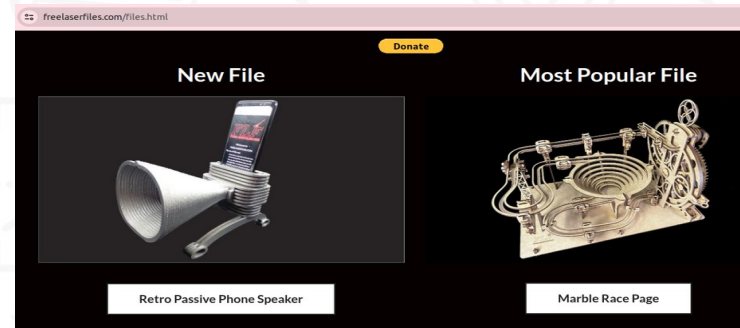 freelaserfiles.com/files.html
Donate
New File
Most Popular File
Retro Passive Phone Speaker
Marble Race Page